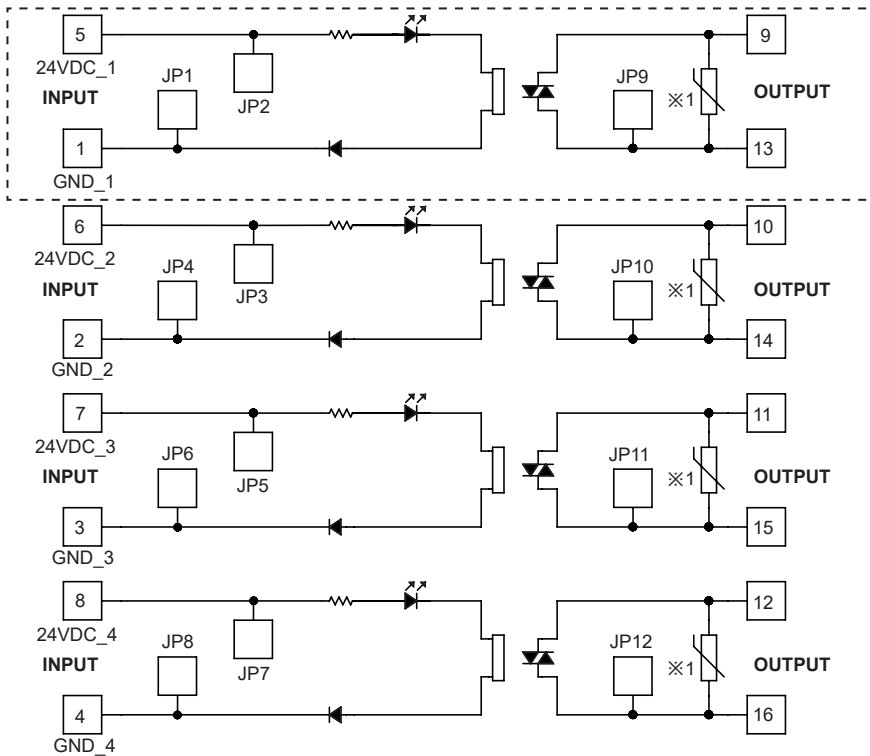 5
9
24VDC_1
JP1
JP9
INPUT
JP2
※1
OUTPUT
1
13
GND_1
6
10
24VDC_2
JP4
JP10
INPUT
JP3
※1
OUTPUT
2
14
GND_2
7
11
24VDC_3
JP6
JP11
INPUT
JP5
※1
OUTPUT
3
15
GND_3
8
12
24VDC_4
JP8
JP12
INPUT
JP7
※1
OUTPUT
4
16
GND_4